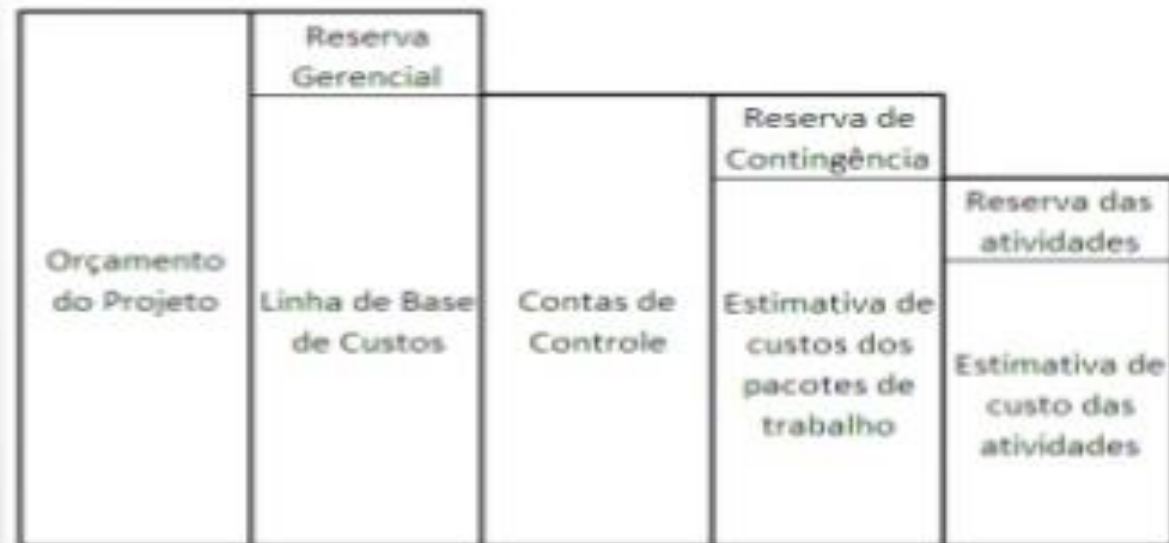 Orçamento
do Projeto
Reserva
Gerencial
Linha de Base
de Custos
Contas de
Controle
Reserva de
Contingência
Estimativa de
custos dos
pacotes de
trabalho
Reserva das
atividades
Estimativa de
custo das
atividades